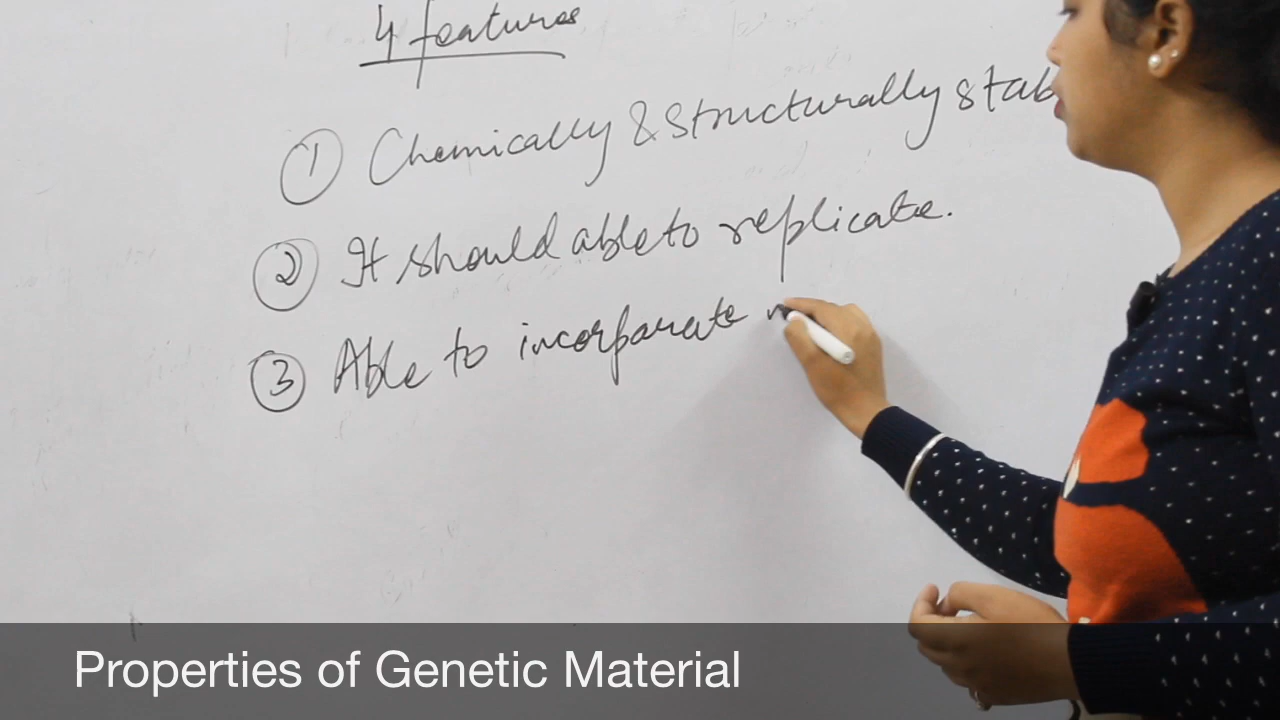 4 features
① Chemically & structurally stab
② It should able to replicate.
③ Able to incorparate
Properties of Genetic Material